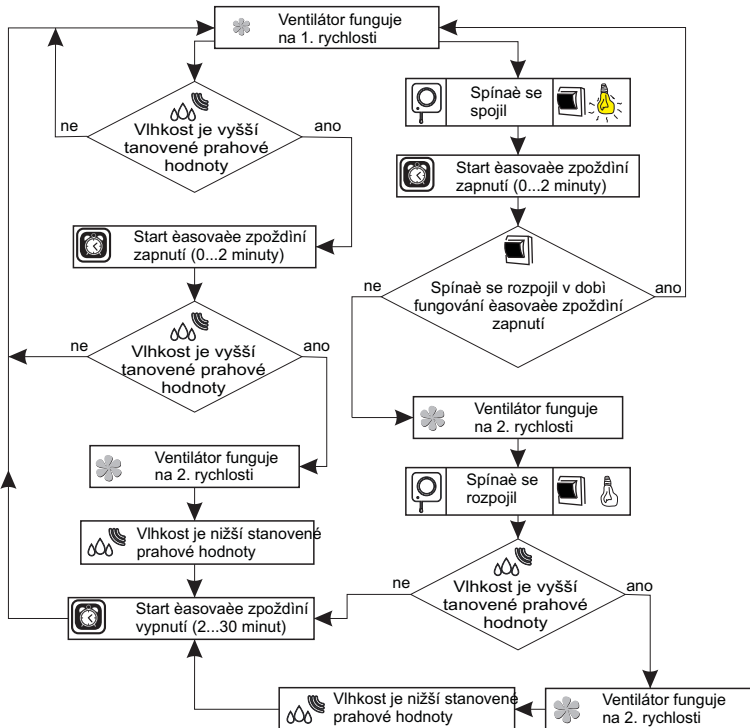 Ventilátor funguje
na 1. rychlosti
Vlhkost je vyšší
tanovené prahové
hodnoty
ne
ano
Spínaè se
spojil
Start èasovaèe zpoždìní
zapnutí (0...2 minuty)
Start èasovaèe zpoždìní
zapnutí (0...2 minuty)
Spínaè se rozpojil v dobì
fungování èasovaèe zpoždìní
zapnutí
ne
ano
Vlhkost je vyšší
tanovené prahové
hodnoty
ne
ano
Ventilátor funguje
na 2. rychlosti
Ventilátor funguje
na 2. rychlosti
Spínaè se
rozpojil
Vlhkost je nižší stanovené
prahové hodnoty
Vlhkost je vyšší
tanovené prahové
hodnoty
ne
ano
Start èasovaèe zpoždìní
vypnutí (2...30 minut)
Vlhkost je nižší stanovené
prahové hodnoty
Ventilátor funguje
na 2. rychlosti